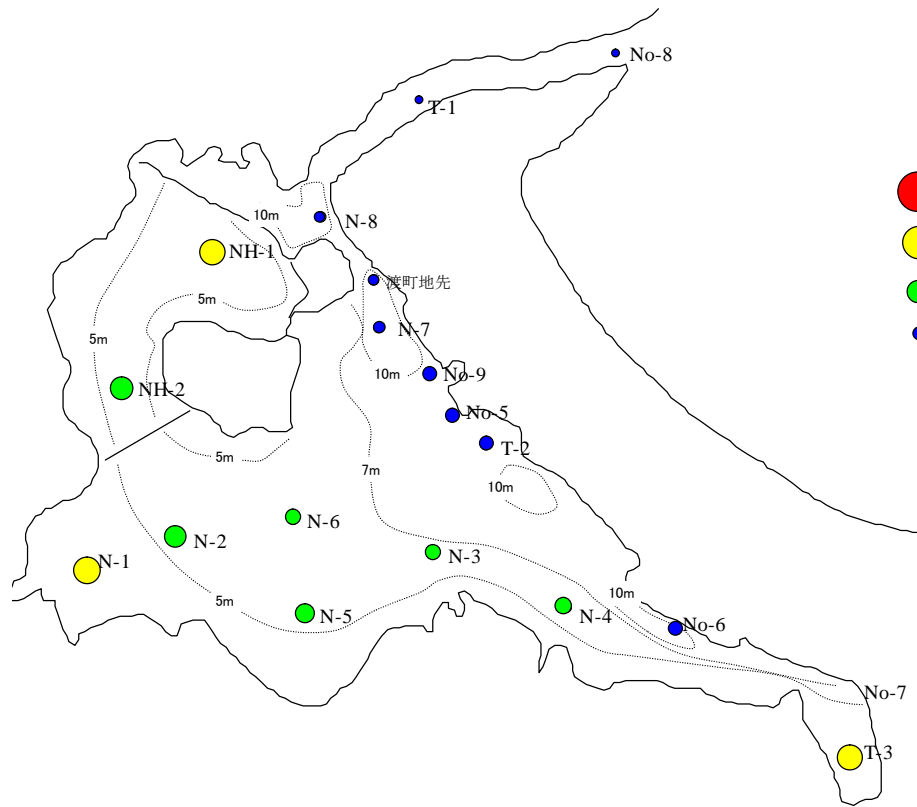 No-8
T-1
10m
N-8
NH-1
渡町地先
5m
N-7
5m
10m
No-9
NH-2
No-5
5m
T-2
7m
10m
N-6
N-2
N-3
N-1
10m
5m
N-5
N-4
No-6
No-7
T-3